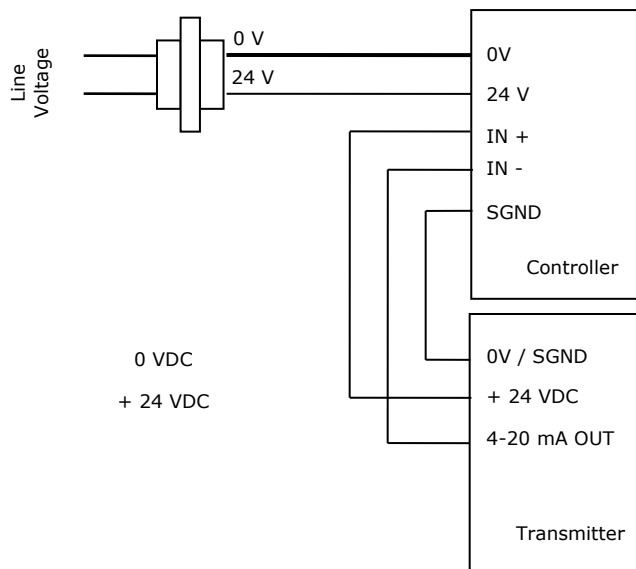 Line
Voltage
0 V
24 V
0V
24 V
IN +
IN -
SGND
Controller
0 VDC
+ 24 VDC
0V / SGND
+ 24 VDC
4-20 mA OUT
Transmitter